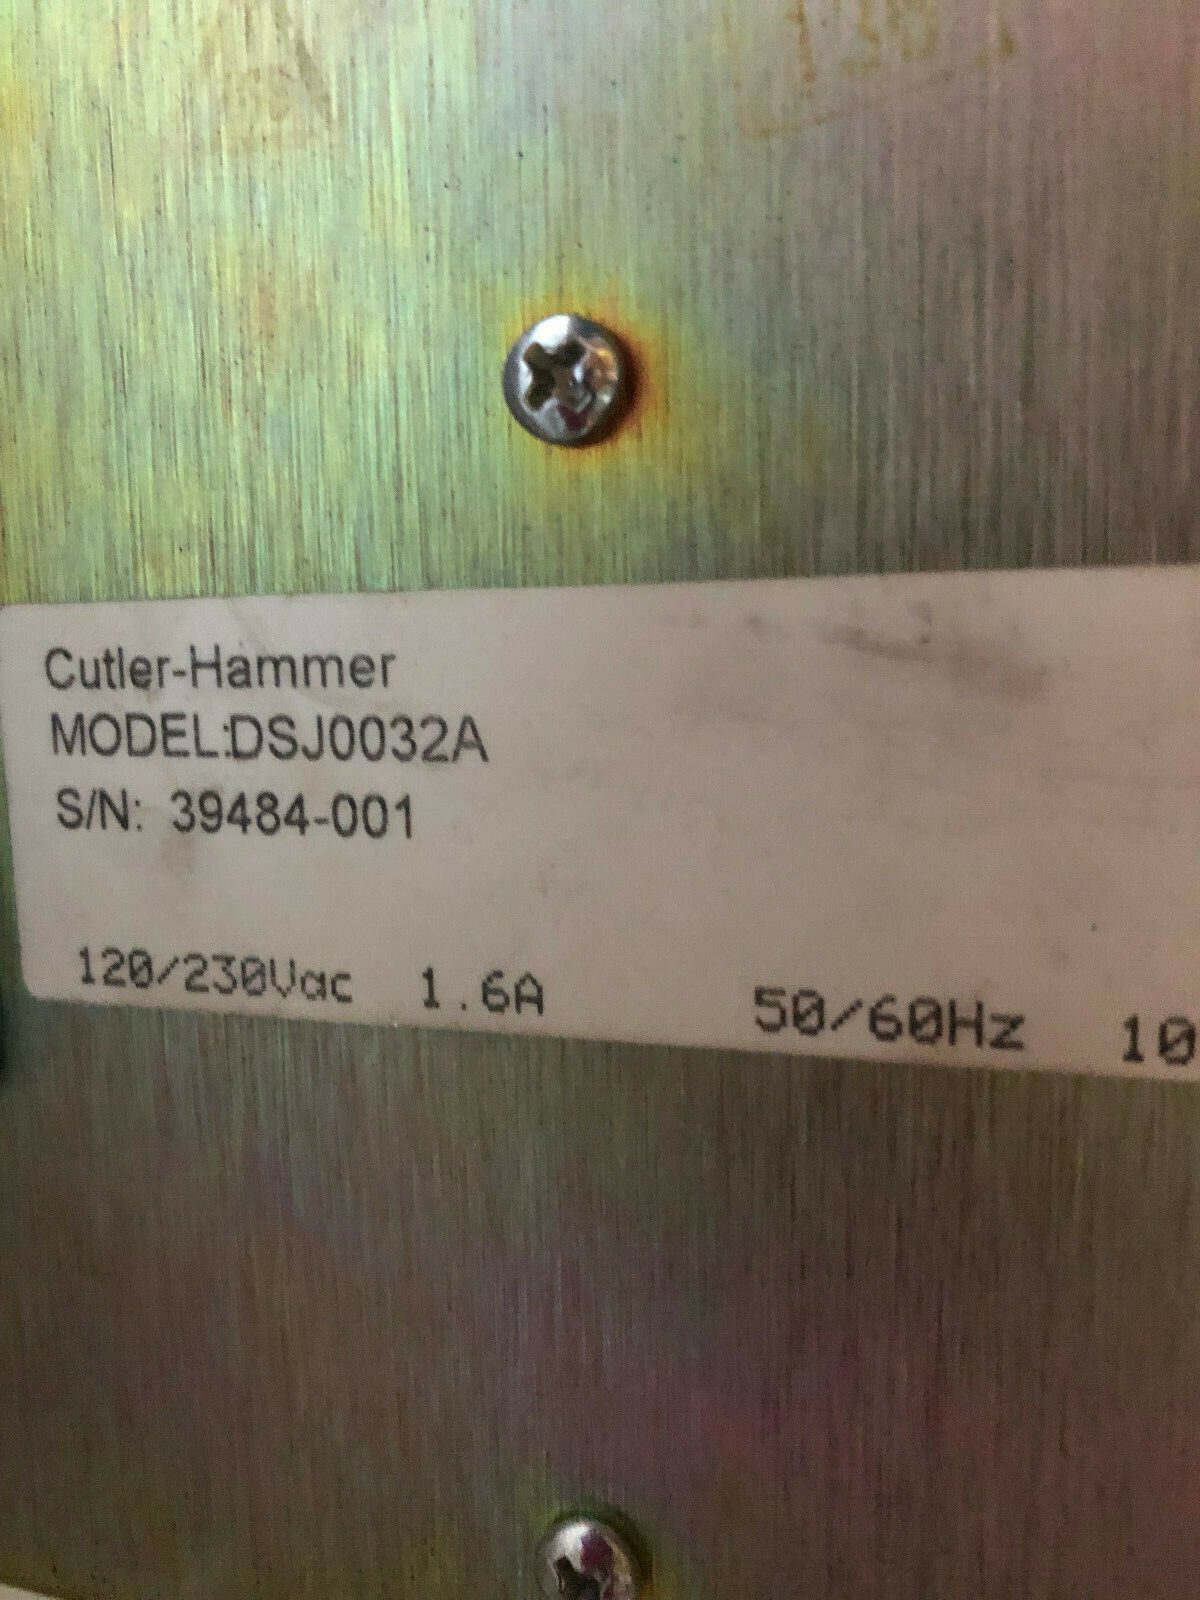 Cutler-Hammer
MODEL:DSJ0032A
S/N: 39484-001
120/230Vac 1.6A 50/60Hz 10